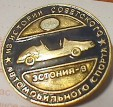 ИЗ ИСТОРИИ СОВЕТСКОГО
ЭСТОНИЯ-9
АВТОМОБИЛЬНОГО СПОРТА